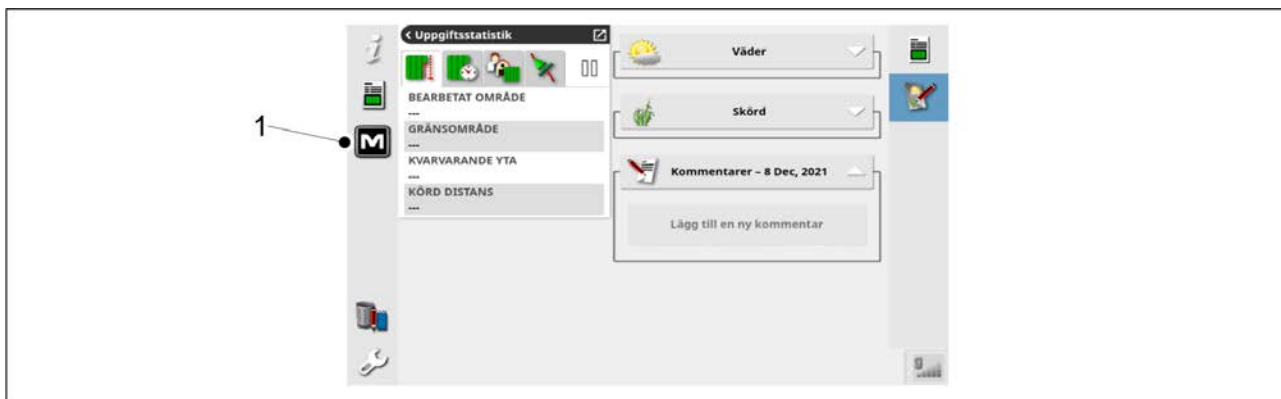 1
M
Uppgiftsstatistik
BEARBETAT OMRÅDE
---
GRÄNSOMRÅDE
---
KVARVARANDE YTA
---
KÖRD DISTANS
---
Väder
Skörd
Kommentarer – 8 Dec, 2021
Lägg till en ny kommentar